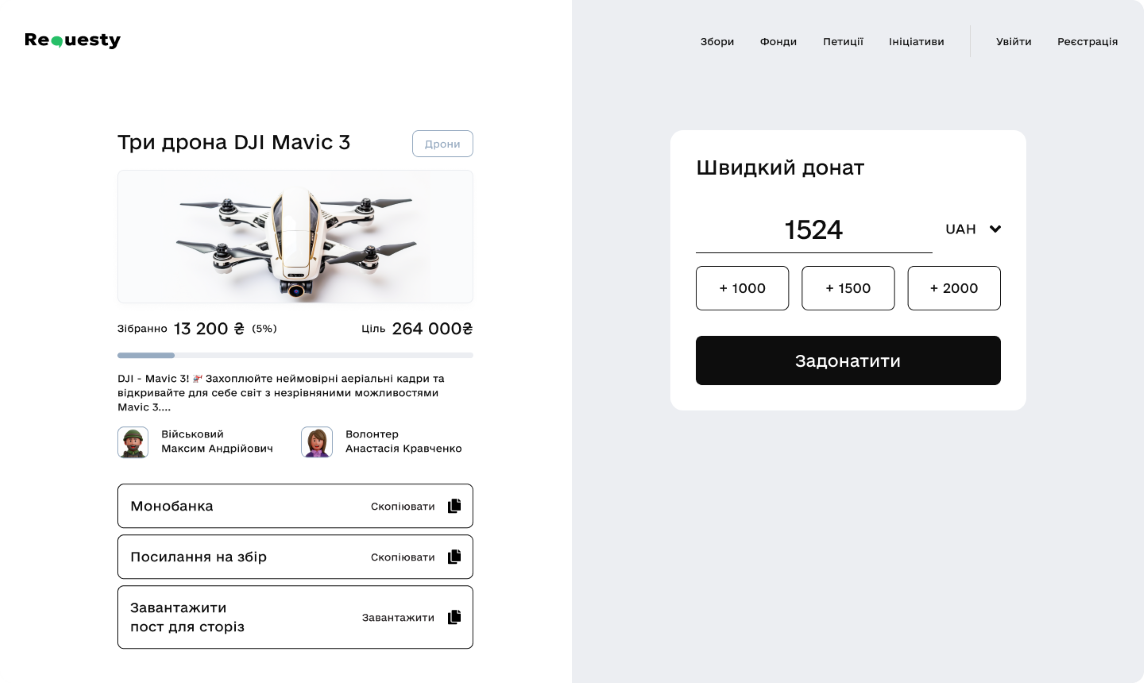 Requesty
Збори Фонди Петиції Ініціативи Увійти Реєстрація
Три дрона DJI Mavic 3
Дрони
Зібранно 13 200 ₴ (5%) Ціль 264 000₴
DJI - Mavic 3! Захоплюйте неймовірні аеріальні кадри та
відкривайте для себе світ з незрівняними можливостями
Mavic 3....
Військовий
Максим Андрійович
Волонтер
Анастасія Кравченко
Монобанка Скопіювати
Посилання на збір Скопіювати
Завантажити
пост для сторіз
Завантажити
Швидкий донат
1524 UAH
+ 1000 + 1500 + 2000
Задонатити